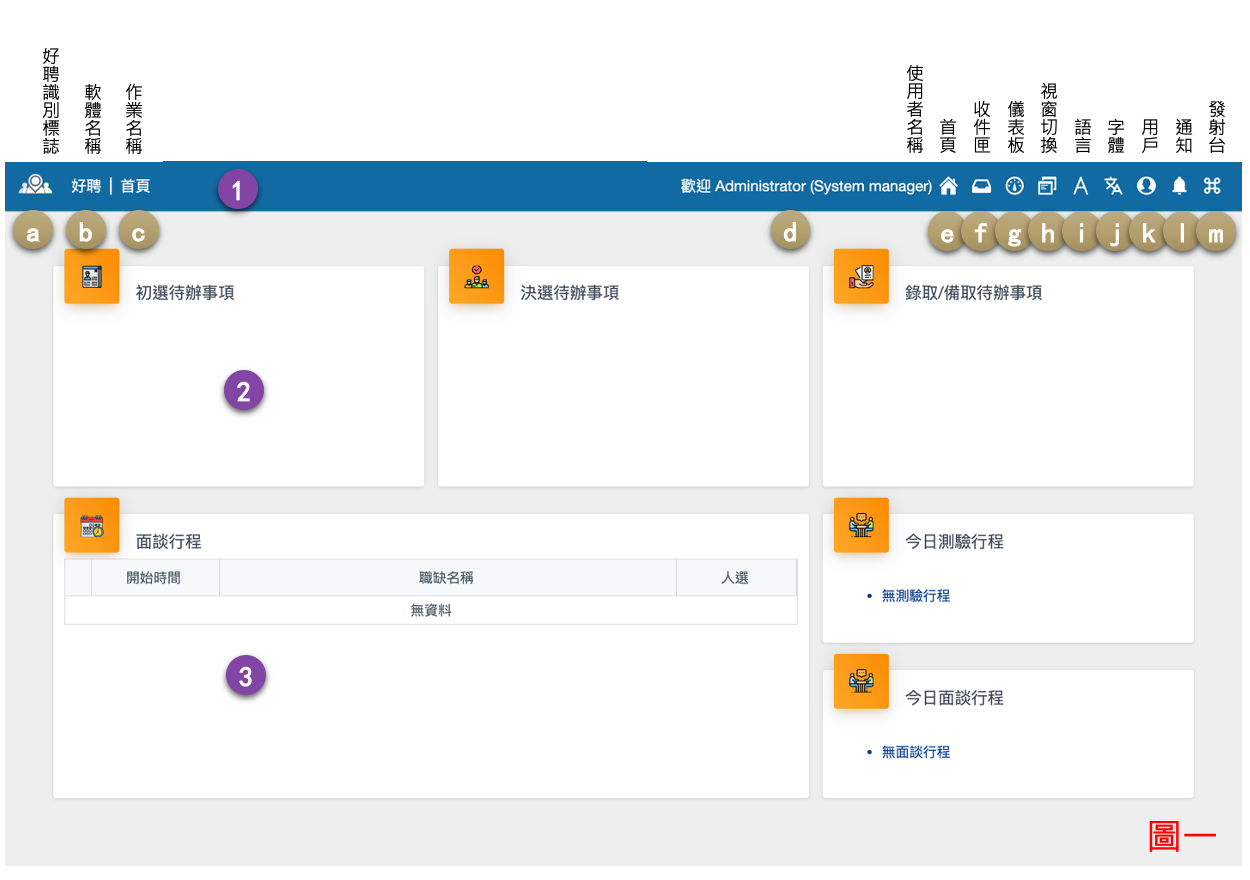 好聘識別標誌
軟體名稱
作業名稱
使用者名稱
首頁
收件匣
儀表板
視窗切換
語言
字體
用戶
通知
發射台
好聘 | 首頁
1
歡迎 Administrator (System manager)
a
b
c
d
e
f
g
h
i
j
k
l
m
初選待辦事項
決選待辦事項
錄取/備取待辦事項
2
面談行程
開始時間 職缺名稱 人選
無資料
3
今日測驗行程
• 無測驗行程
今日面談行程
• 無面談行程
圖一